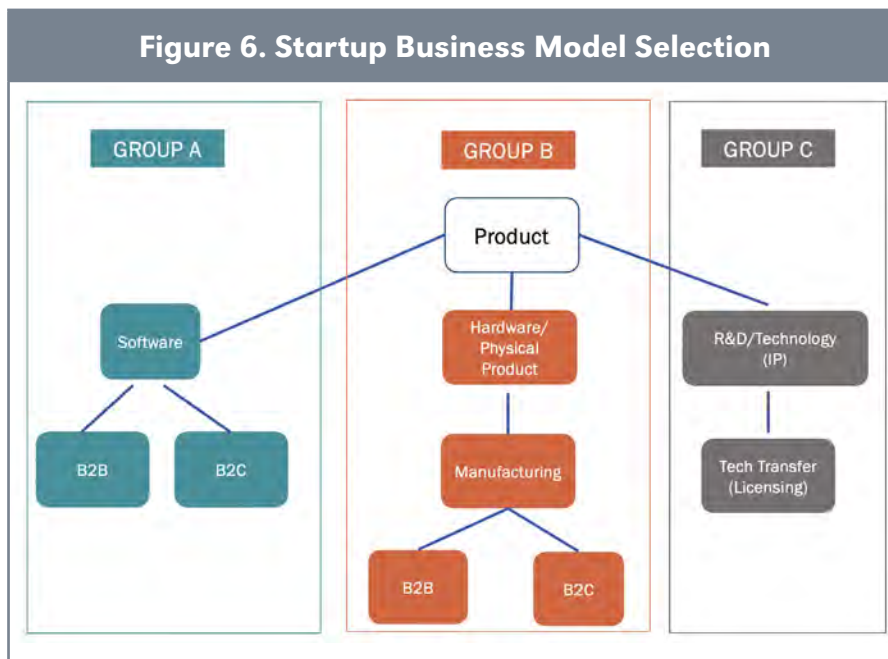 Figure 6. Startup Business Model Selection
GROUP A
GROUP B
GROUP C
Product
Software
Hardware/
Physical
Product
R&D/Technology
(IP)
B2B
B2C
Manufacturing
Tech Transfer
(Licensing)
B2B
B2C